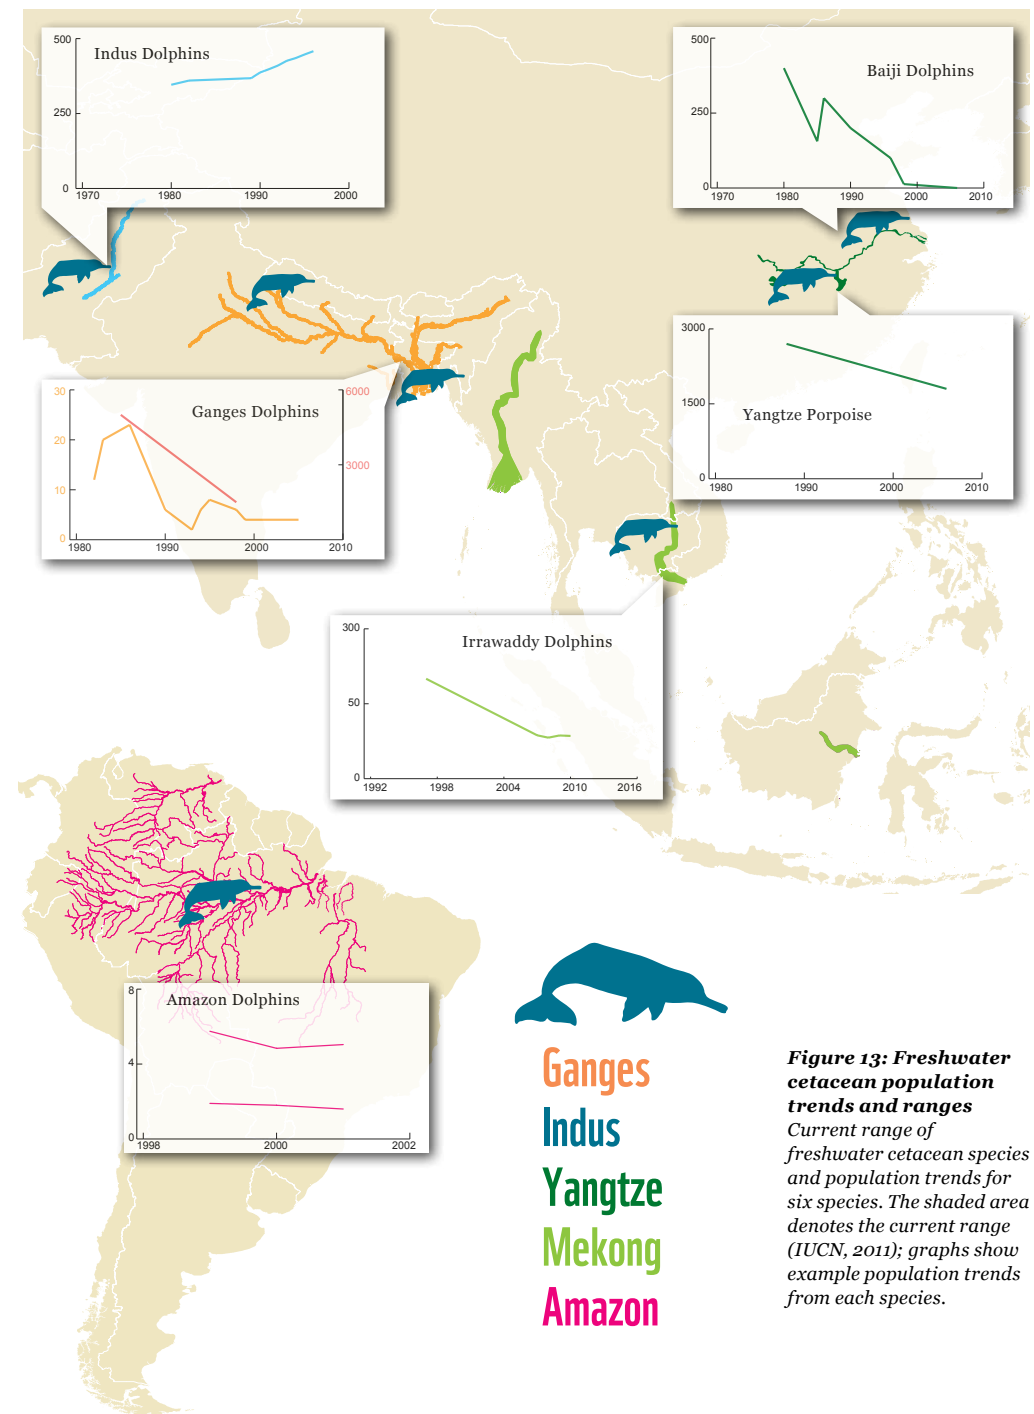 500
Indus Dolphins
250
0
1970
1980
1990
2000
500
Baiji Dolphins
250
0
1970
1980
1990
2000
2010
30
6000
Ganges Dolphins
20
3000
10
0
1980
1990
2000
2010
3000
1500
Yangtze Porpoise
0
1980
1990
2000
2010
300
Irrawaddy Dolphins
50
0
1992
1998
2004
2010
2016
8
Amazon Dolphins
4
0
1998
2000
2002
Ganges
Indus
Yangtze
Mekong
Amazon
Figure 13: Freshwater
cetacean population
trends and ranges
Current range of
freshwater cetacean species
and population trends for
six species. The shaded area
denotes the current range
(IUCN, 2011); graphs show
example population trends
from each species.